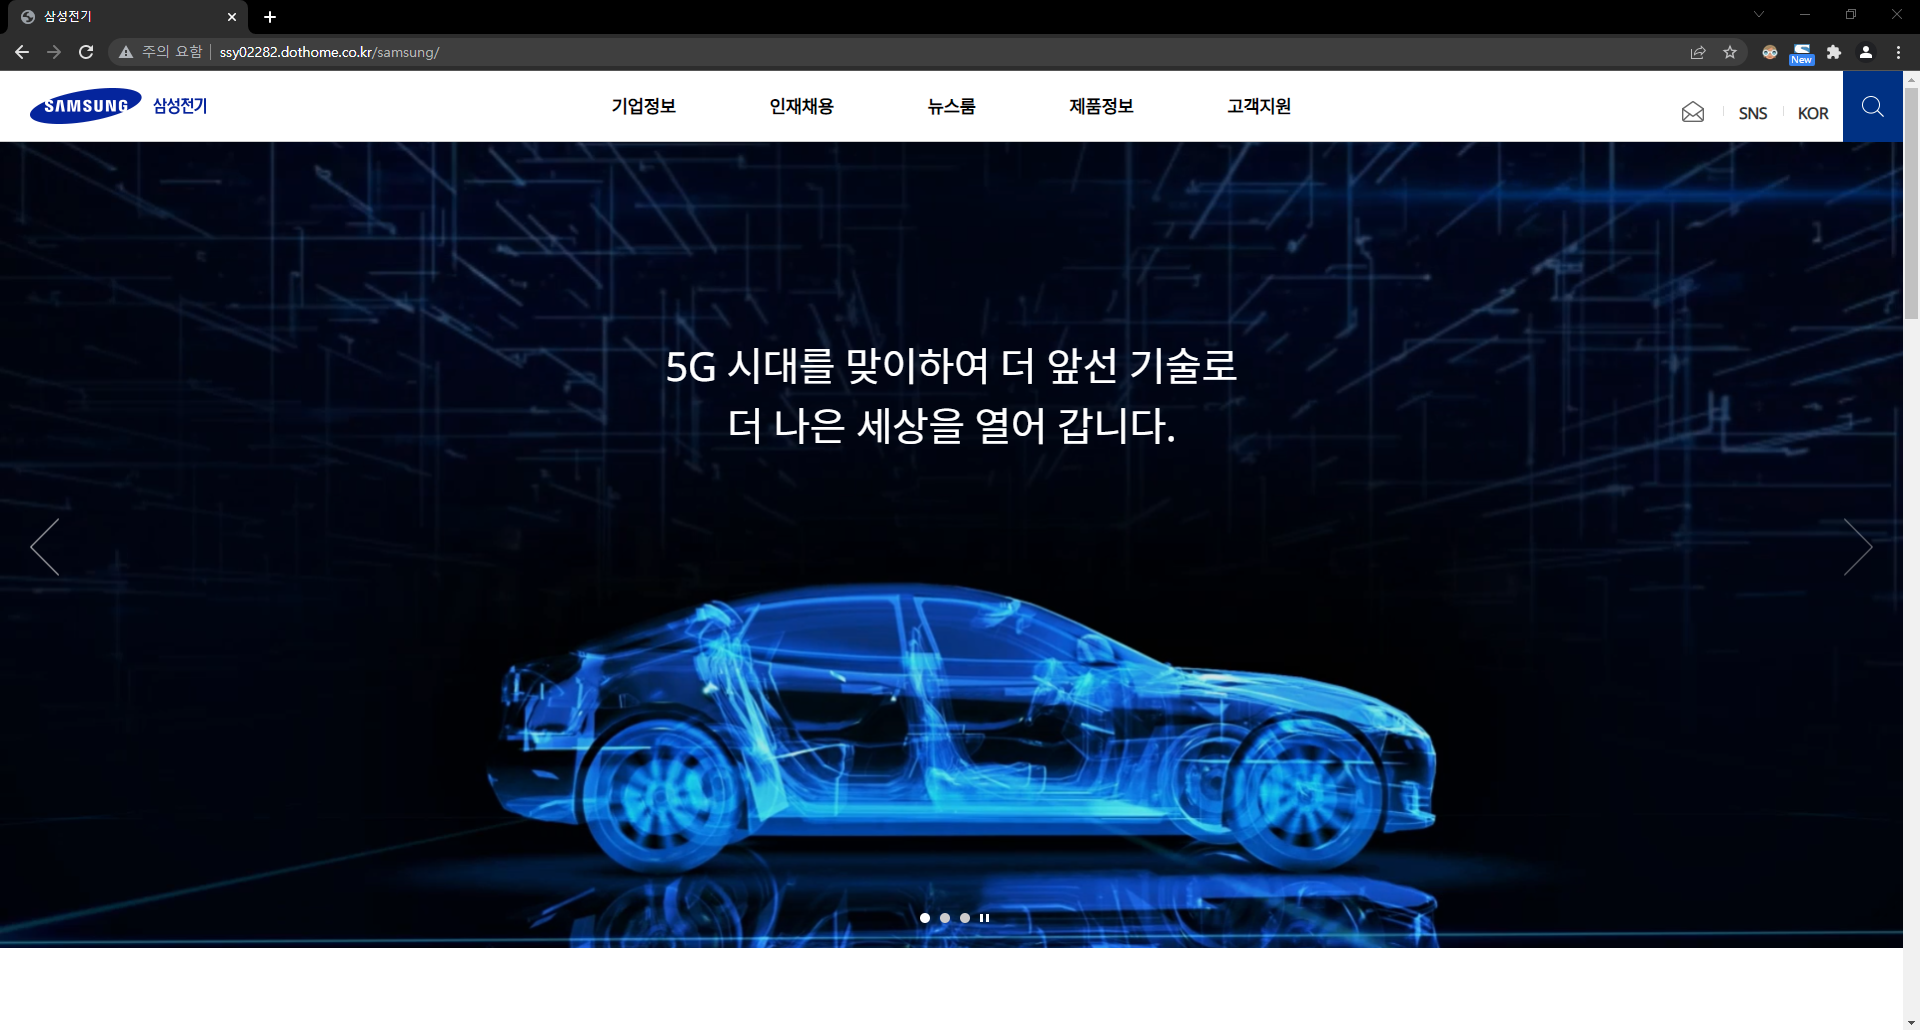 삼성전기
주의 요함 | ssy02282.dothome.co.kr/samsung/
New
SAMSUNG 삼성전기
기업정보 인재채용 뉴스룸 제품정보 고객지원
SNS KOR
5G 시대를 맞이하여 더 앞선 기술로
더 나은 세상을 열어 갑니다.